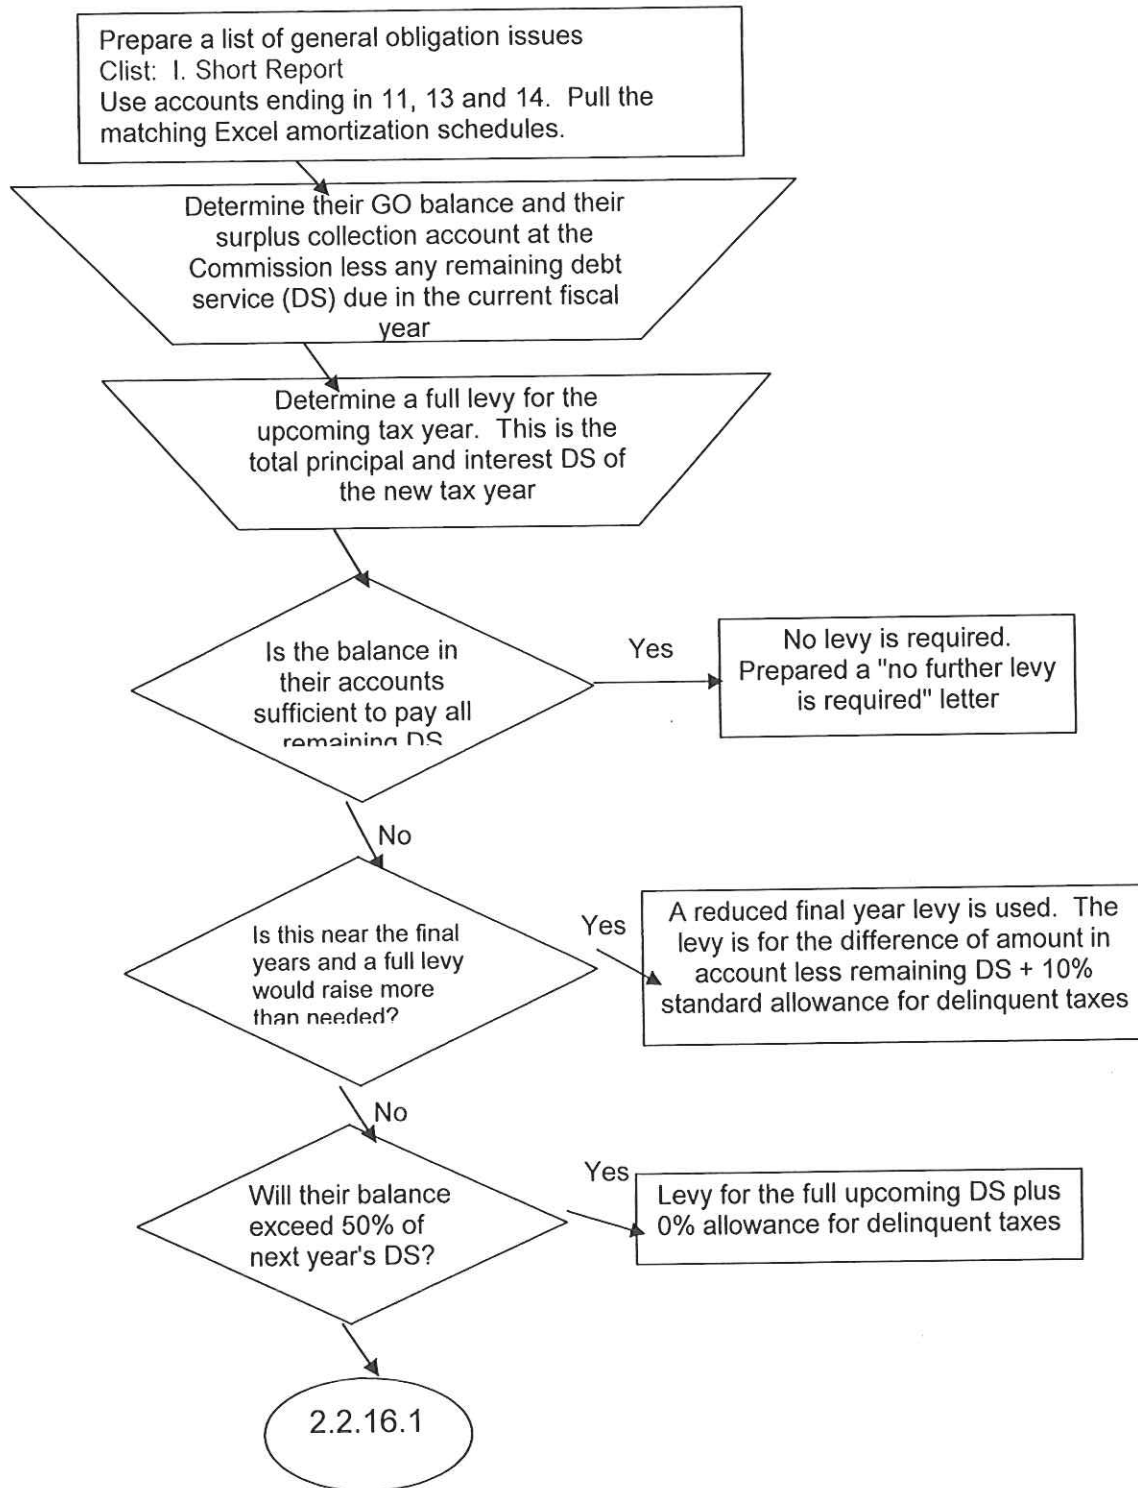 Prepare a list of general obligation issues
Clist: I. Short Report
Use accounts ending in 11, 13 and 14. Pull the
matching Excel amortization schedules.
Determine their GO balance and their
surplus collection account at the
Commission less any remaining debt
service (DS) due in the current fiscal
year
Determine a full levy for the
upcoming tax year. This is the
total principal and interest DS of
the new tax year
Is the balance in
their accounts
sufficient to pay all
remaining DS
Yes
No levy is required.
Prepared a "no further levy
is required" letter
No
Is this near the final
years and a full levy
would raise more
than needed?
Yes
A reduced final year levy is used. The
levy is for the difference of amount in
account less remaining DS + 10%
standard allowance for delinquent taxes
No
Will their balance
exceed 50% of
next year's DS?
Yes
Levy for the full upcoming DS plus
0% allowance for delinquent taxes
2.2.16.1